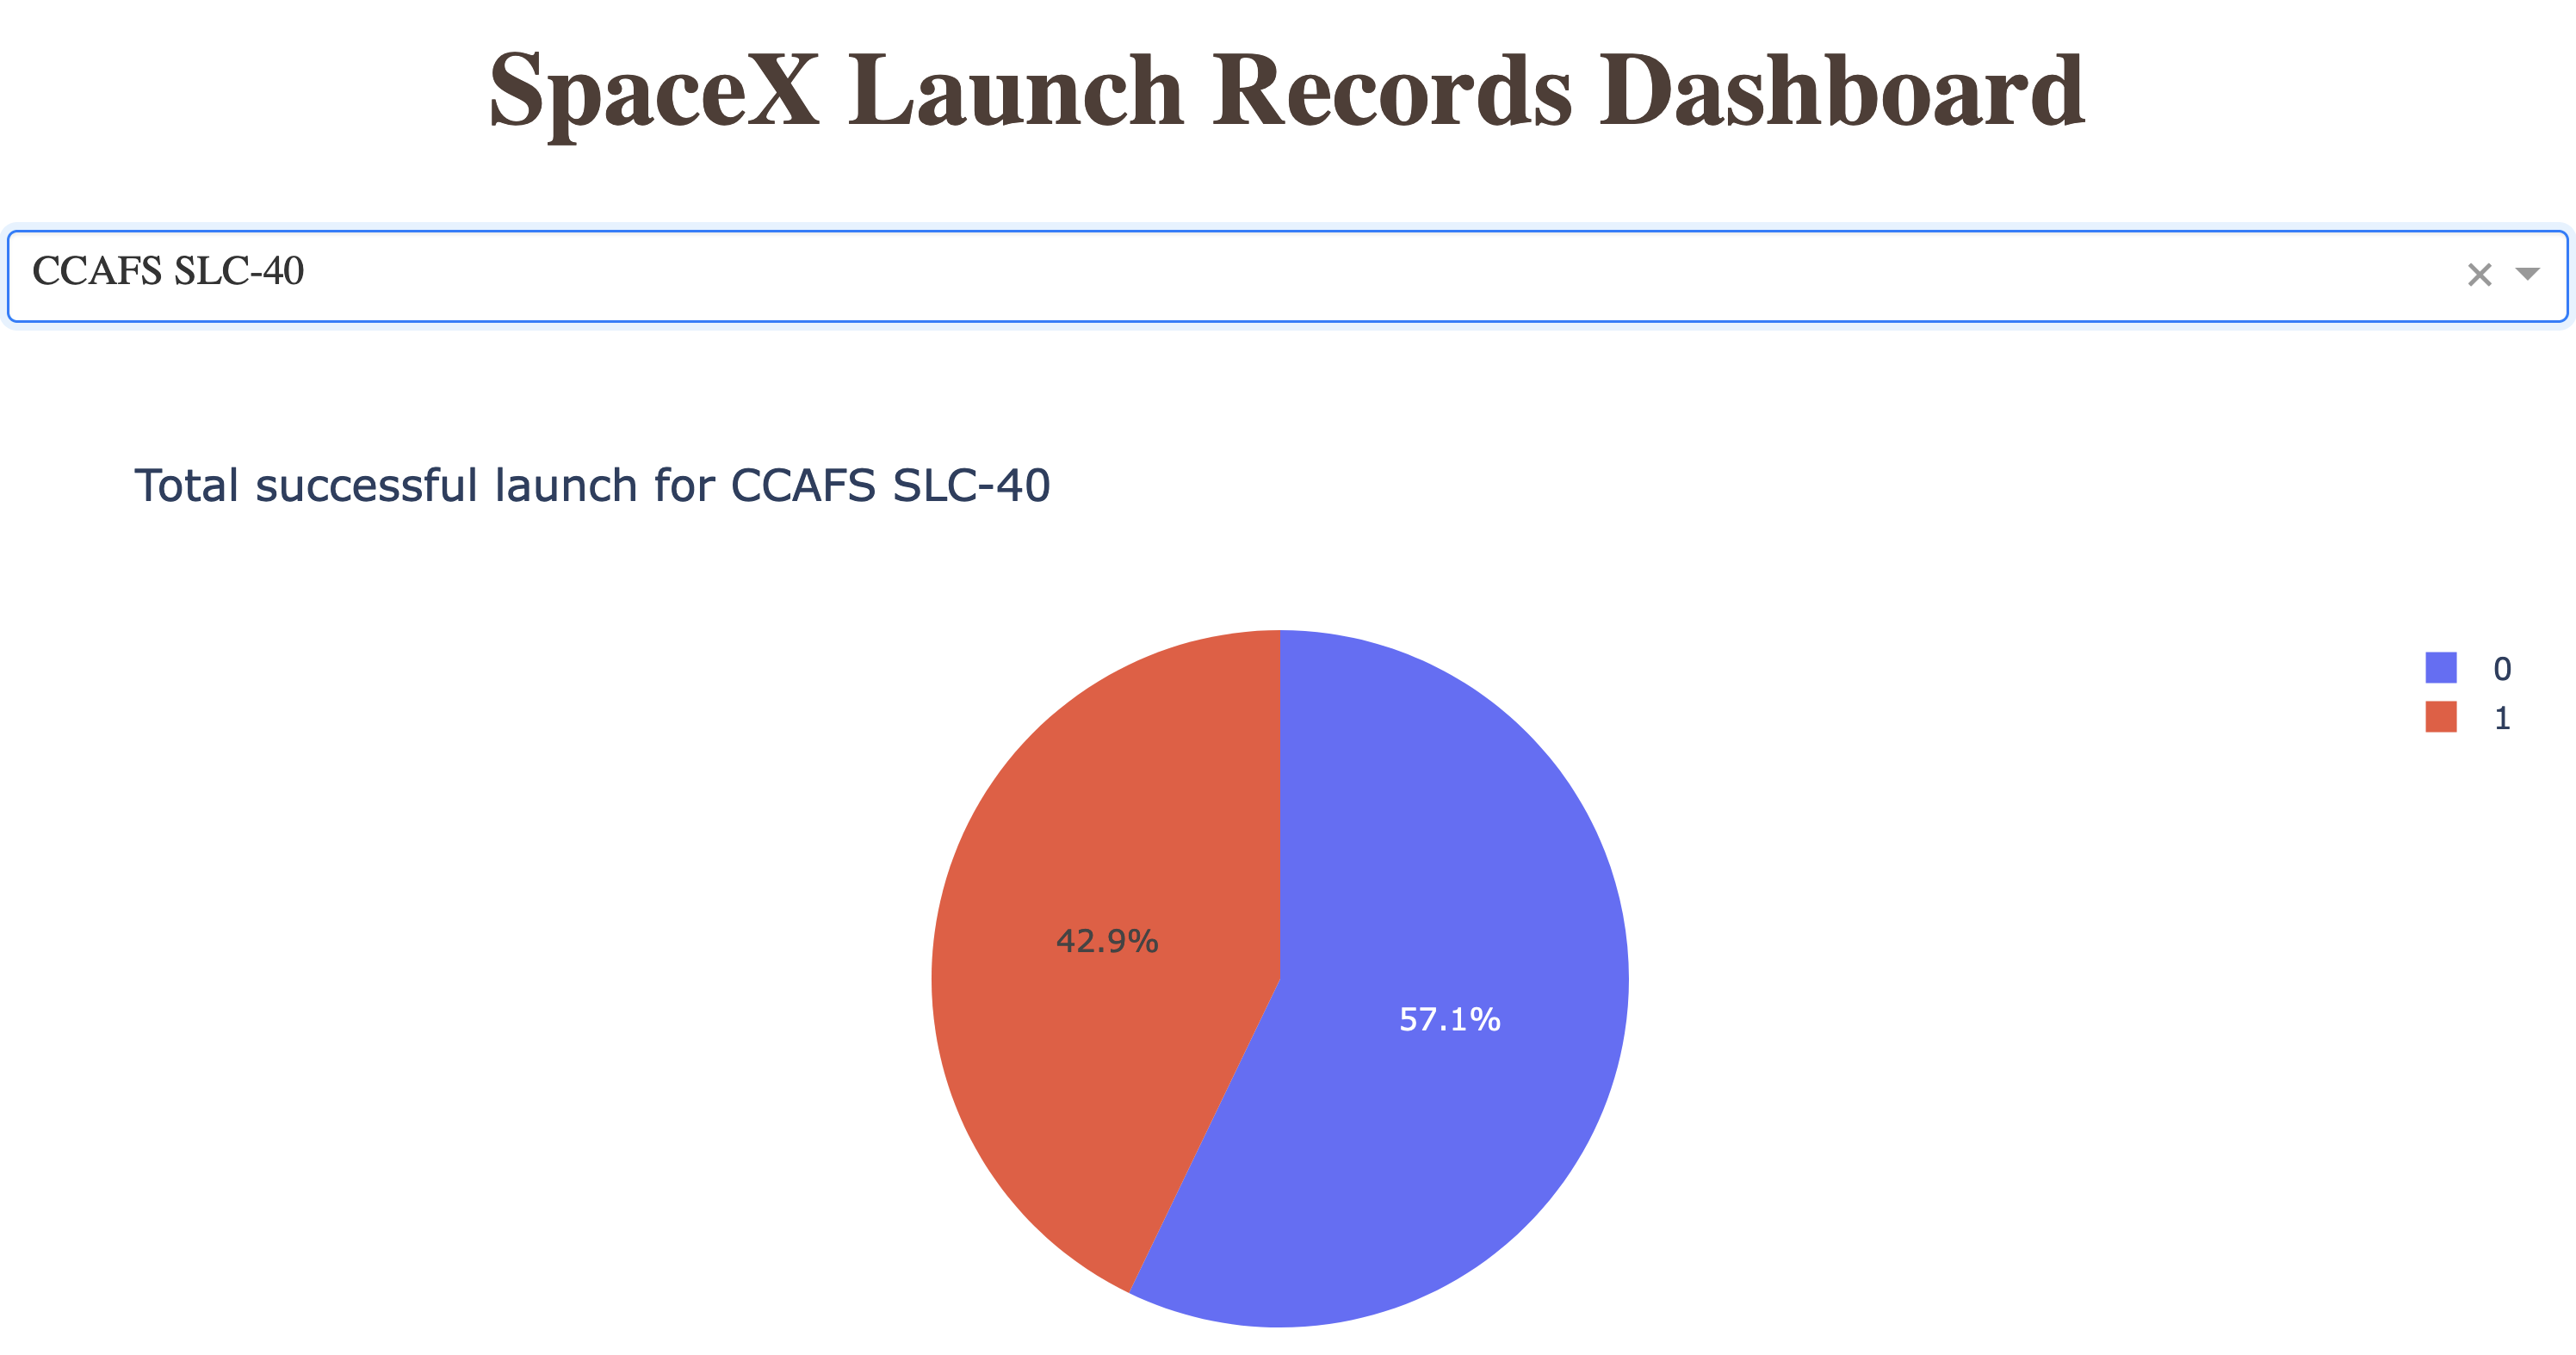 SpaceX Launch Records Dashboard
CCAFS SLC-40
Total successful launch for CCAFS SLC-40
0
1
42.9%
57.1%